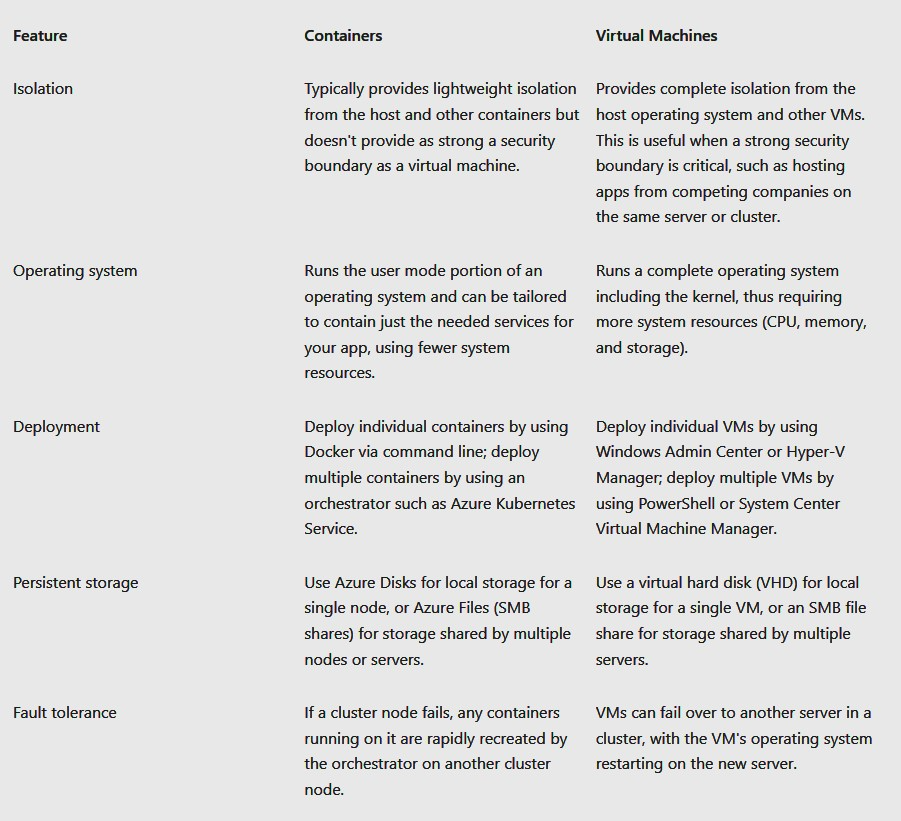 Feature
Containers
Virtual Machines
Isolation
Typically provides lightweight isolation
from the host and other containers but
doesn't provide as strong a security
boundary as a virtual machine.
Provides complete isolation from the
host operating system and other VMs.
This is useful when a strong security
boundary is critical, such as hosting
apps from competing companies on
the same server or cluster.
Operating system
Runs the user mode portion of an
operating system and can be tailored
to contain just the needed services for
your app, using fewer system
resources.
Runs a complete operating system
including the kernel, thus requiring
more system resources (CPU, memory,
and storage).
Deployment
Deploy individual containers by using
Docker via command line; deploy
multiple containers by using an
orchestrator such as Azure Kubernetes
Service.
Deploy individual VMs by using
Windows Admin Center or Hyper-V
Manager; deploy multiple VMs by
using PowerShell or System Center
Virtual Machine Manager.
Persistent storage
Use Azure Disks for local storage for a
single node, or Azure Files (SMB
shares) for storage shared by multiple
nodes or servers.
Use a virtual hard disk (VHD) for local
storage for a single VM, or an SMB file
share for storage shared by multiple
servers.
Fault tolerance
If a cluster node fails, any containers
running on it are rapidly recreated by
the orchestrator on another cluster
node.
VMs can fail over to another server in a
cluster, with the VM's operating system
restarting on the new server.